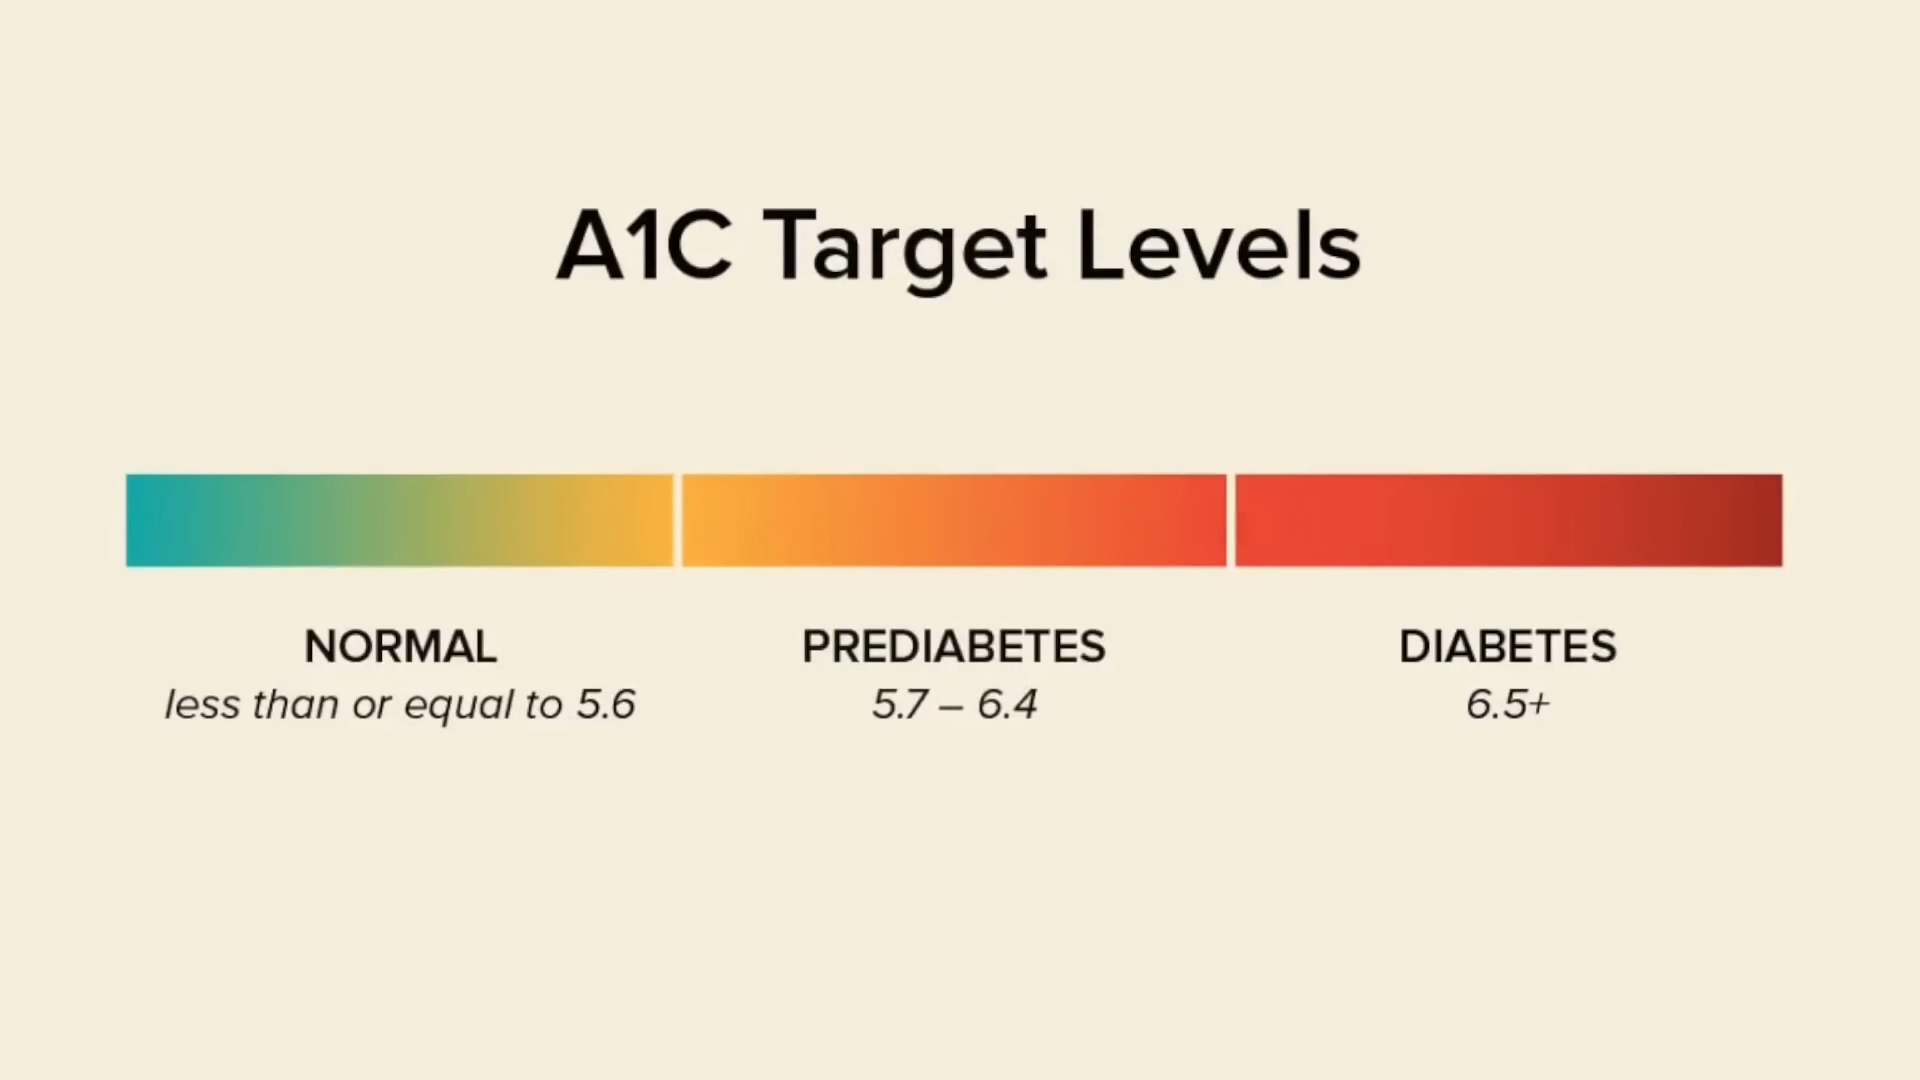 A1C Target Levels
NORMAL
less than or equal to 5.6
PREDIABETES
5.7 – 6.4
DIABETES
6.5+